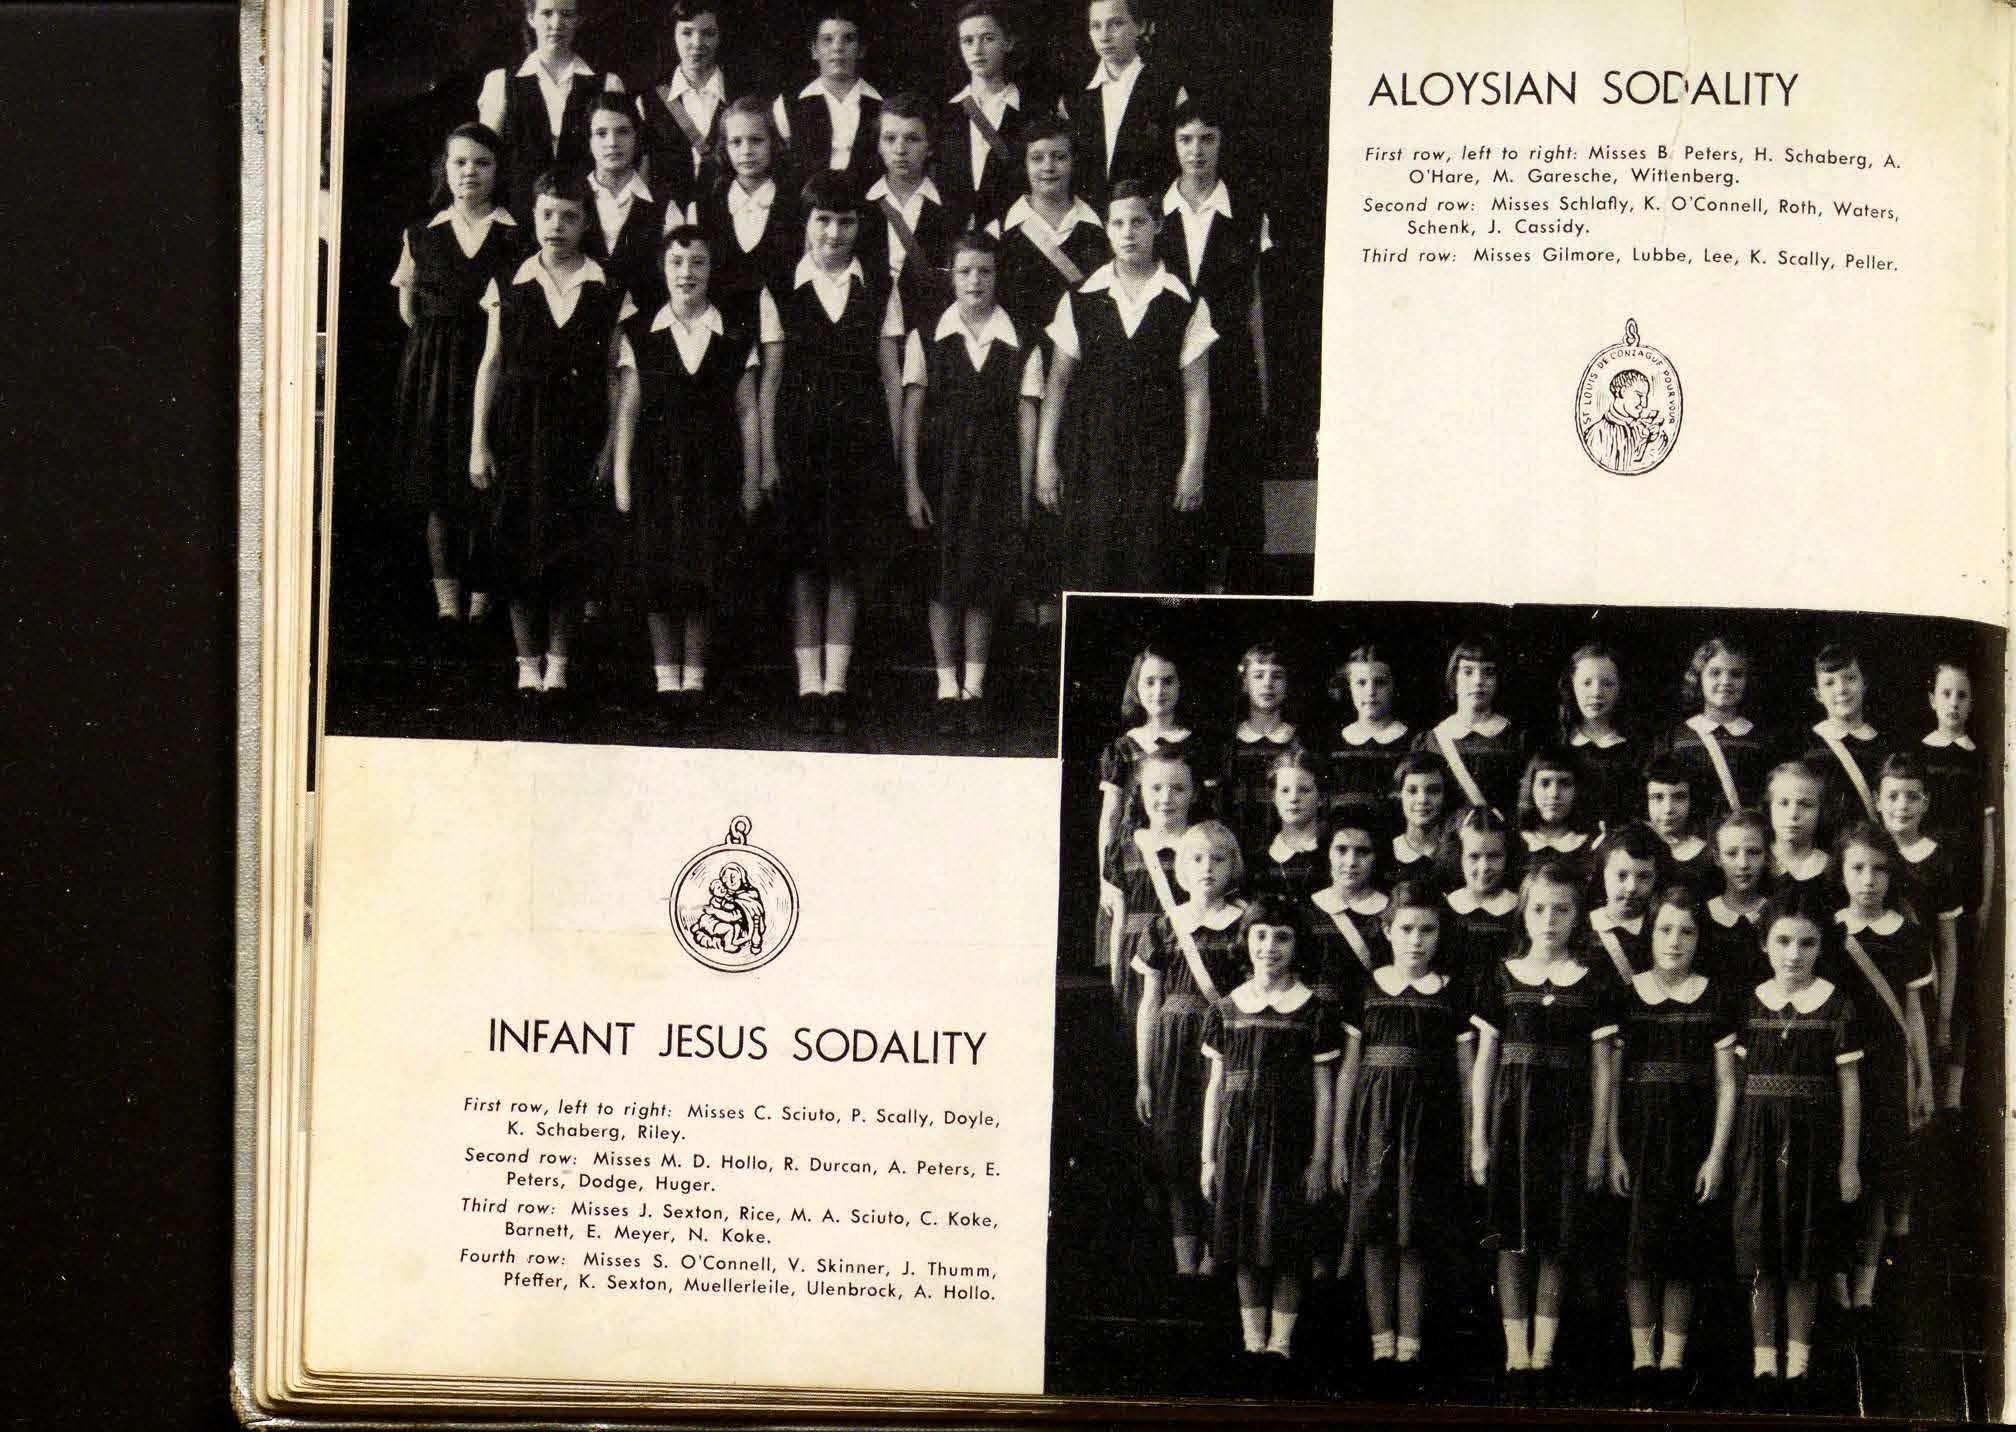 ALOYSIAN SODALITY
First row, left to right: Misses B. Peters, H. Schaberg, A.
O'Hare, M. Garesche, Wittenberg.
Second row: Misses Schlafly, K. O'Connell, Roth, Waters,
Schenk, J. Cassidy.
Third row: Misses Gilmore, Lubbe, Lee, K. Scally, Peller.
ST LOUIS DE GONZAGUE POUR VOUR
INFANT JESUS SODALITY
First row, left to right: Misses C. Sciuto, P. Scally, Doyle,
K. Schaberg, Riley.
Second row: Misses M. D. Hollo, R. Durcan, A. Peters, E.
Peters, Dodge, Huger.
Third row: Misses J. Sexton, Rice, M. A. Sciuto, C. Koke,
Barnett, E. Meyer, N. Koke.
Fourth row: Misses S. O'Connell, V. Skinner, J. Thumm,
Pfeffer, K. Sexton, Muellerleile, Ulenbrock, A. Hollo.